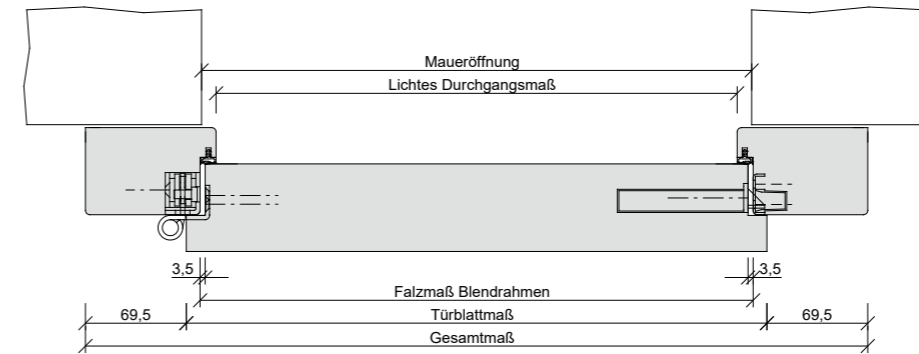 Maueröffnung
Lichtes Durchgangsmaß
3,5
3,5
Falzmaß Blendrahmen
69,5
Türblattmaß
69,5
Gesamtmaß